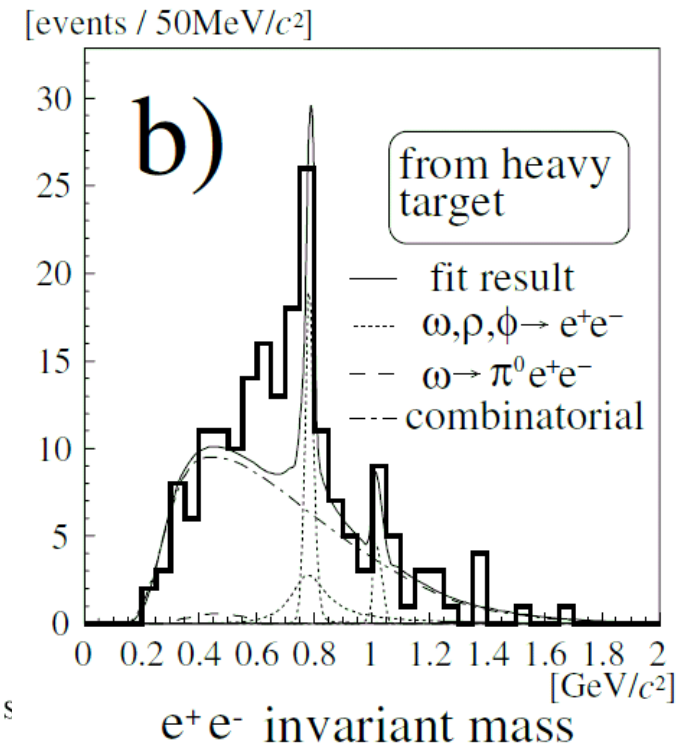 [events / 50MeV/c²]
b)
from heavy
target
fit result
ω,ρ,ϕ→ e⁺e⁻
ω→ π⁰e⁺e⁻
combinatorial
30
25
20
15
10
5
0
0 0.2 0.4 0.6 0.8 1 1.2 1.4 1.6 1.8 2
[GeV/c²]
s
e⁺e⁻ invariant mass